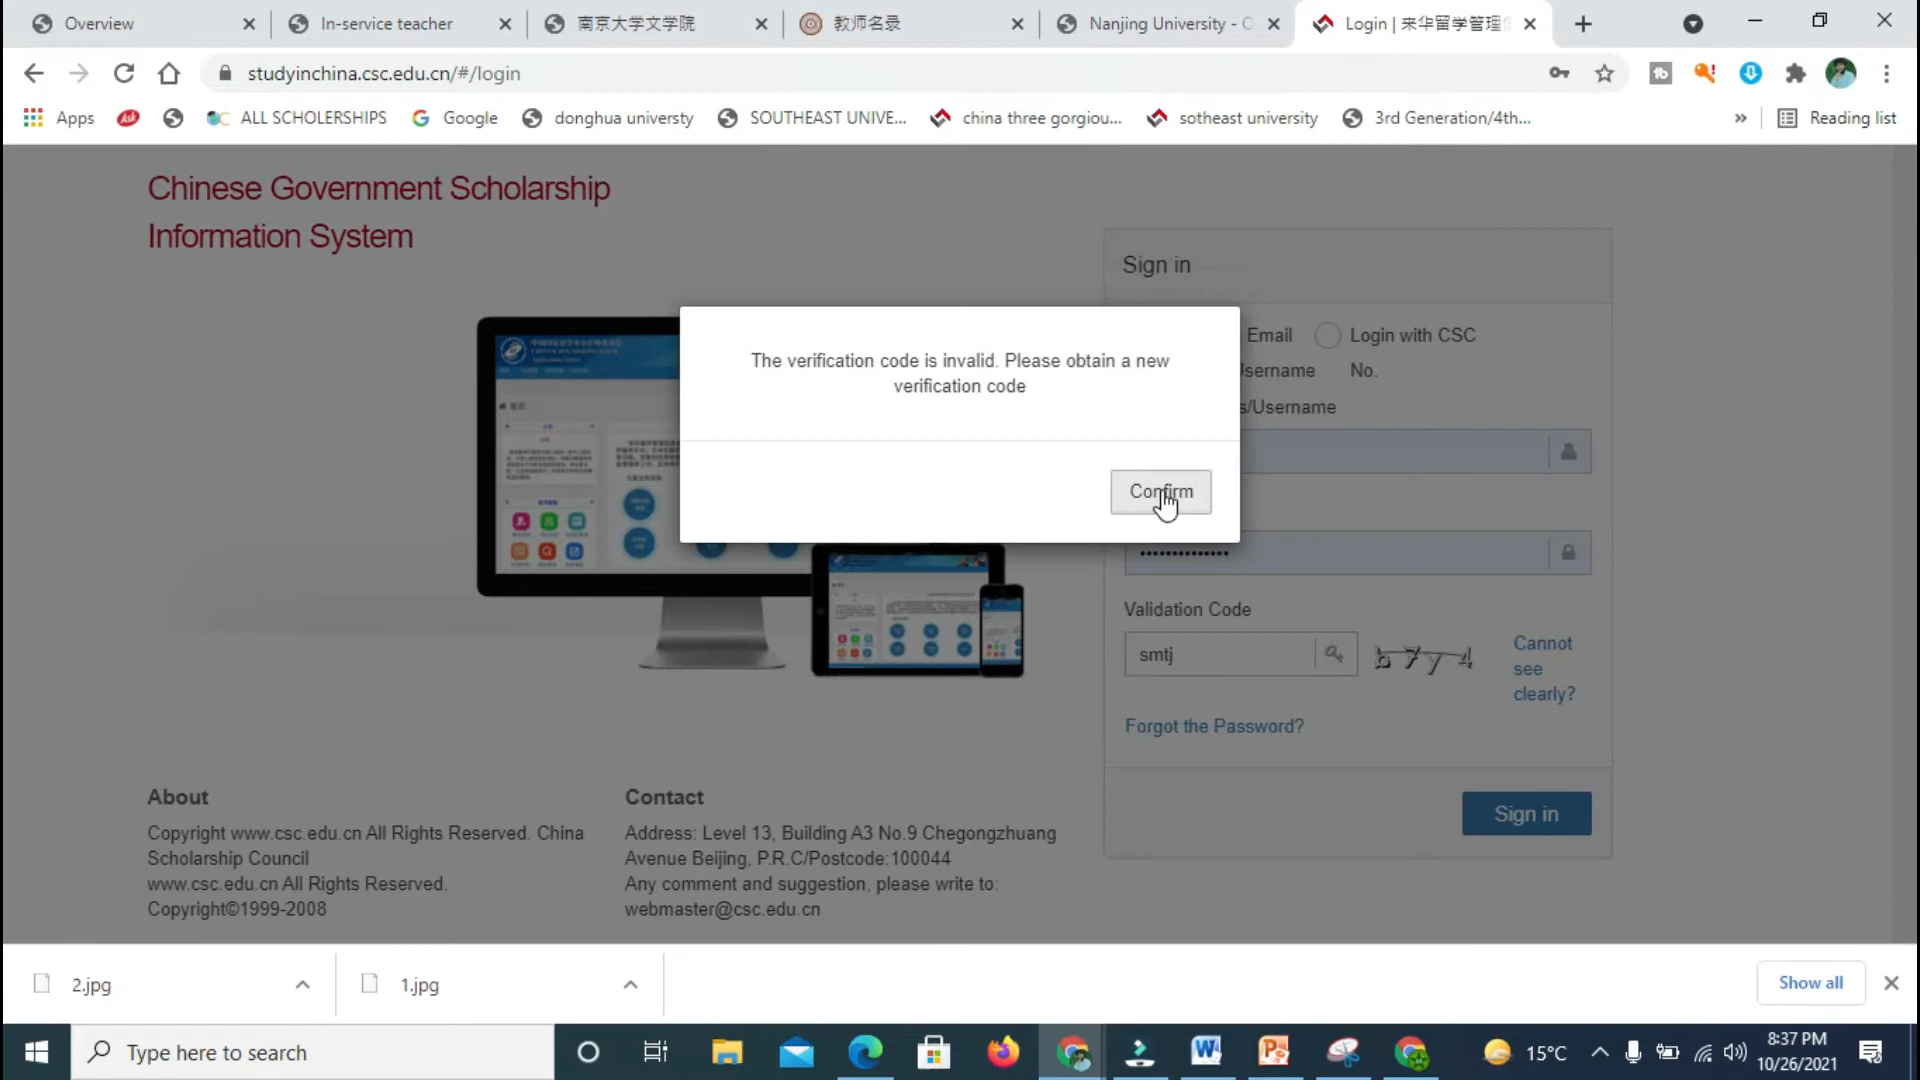 Overview
In-service teacher
南京大学文学院
教师名录
Nanjing University - C
Login | 来华留学管理信
studyinchina.csc.edu.cn/#/login
Apps
Ask
ALL SCHOLERSHIPS
Google
donghua universty
SOUTHEAST UNIVE...
china three gorgiou...
sotheast university
3rd Generation/4th...
»
Reading list
Chinese Government Scholarship
Information System
Sign in
Email
Login with CSC
Username
No.
s/Username
The verification code is invalid. Please obtain a new
verification code
Confirm
••••••••••••••
Validation Code
smtj
b7y4
Cannot
see
clearly?
Forgot the Password?
Sign in
About
Copyright www.csc.edu.cn All Rights Reserved. China
Scholarship Council
www.csc.edu.cn All Rights Reserved.
Copyright©1999-2008
Contact
Address: Level 13, Building A3 No.9 Chegongzhuang
Avenue Beijing, P.R.C/Postcode:100044
Any comment and suggestion, please write to:
webmaster@csc.edu.cn
2.jpg
1.jpg
Show all
Type here to search
15°C
8:37 PM
10/26/2021